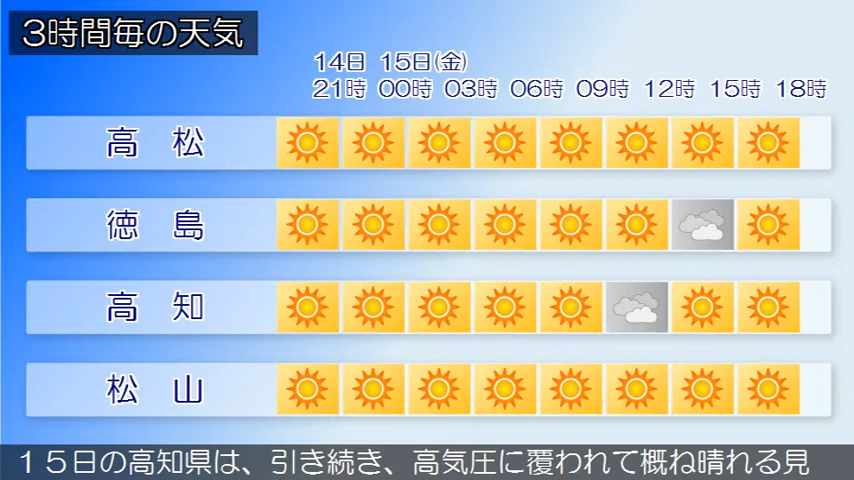 3時間毎の天気
14日 15日(金)
21時 00時 03時 06時 09時 12時 15時 18時
高 松
徳 島
高 知
松 山
１５日の高知県は、引き続き、高気圧に覆われて概ね晴れる見